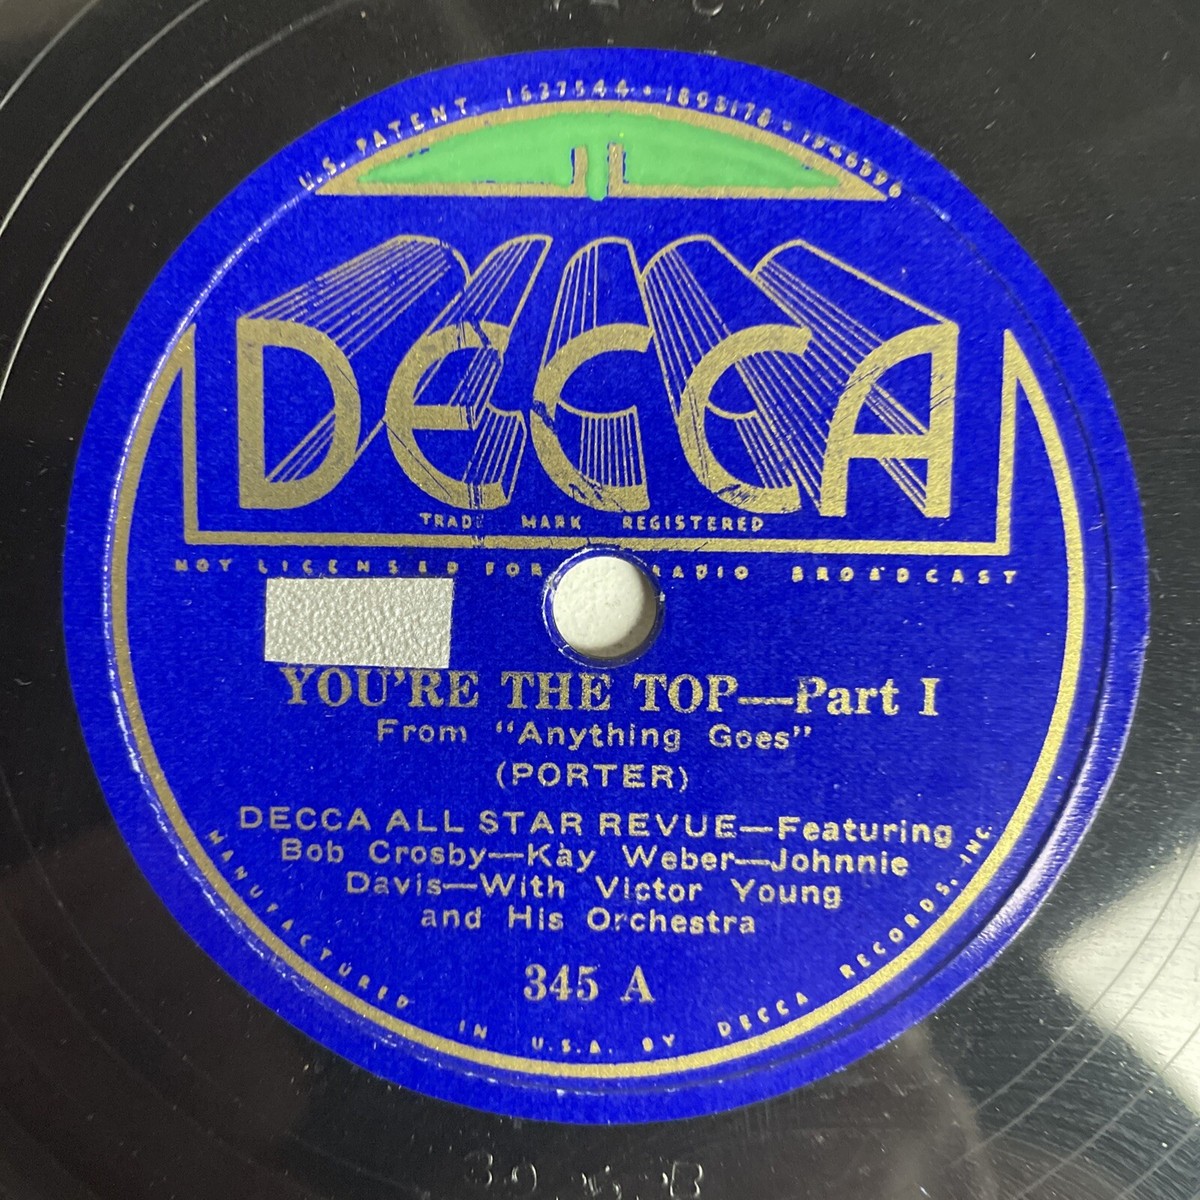 U.S. PATENT 1637544 · 1893178 · 1946596
DECCA
TRADE MARK REGISTERED
NOT LICENSED FOR RADIO BROADCAST
YOU'RE THE TOP—Part I
From "Anything Goes"
(PORTER)
DECCA ALL STAR REVUE—Featuring
Bob Crosby—Kay Weber—Johnnie
Davis—With Victor Young
and His Orchestra
345 A
MANUFACTURED IN U.S.A. BY DECCA RECORDS, INC.